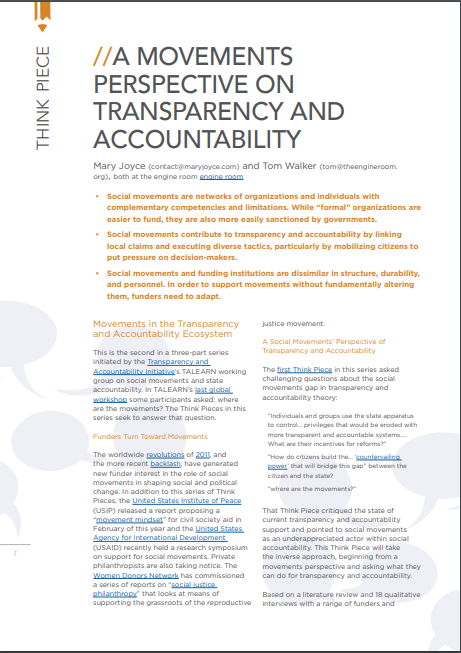 THINK PIECE
//A MOVEMENTS
PERSPECTIVE ON
TRANSPARENCY AND
ACCOUNTABILITY
Mary Joyce (contact@maryjoyce.com) and Tom Walker (tom@theengineroom.
org), both at the engine room engine room
• Social movements are networks of organizations and individuals with
complementary competencies and limitations. While “formal” organizations are
easier to fund, they are also more easily sanctioned by governments.
• Social movements contribute to transparency and accountability by linking
local claims and executing diverse tactics, particularly by mobilizing citizens to
put pressure on decision-makers.
• Social movements and funding institutions are dissimilar in structure, durability,
and personnel. In order to support movements without fundamentally altering
them, funders need to adapt.
Movements in the Transparency
and Accountability Ecosystem
This is the second in a three-part series
initiated by the Transparency and
Accountability Initiative's TALEARN working
group on social movements and state
accountability. In TALEARN's last global
workshop some participants asked: where
are the movements? The Think Pieces in this
series seek to answer that question.
Funders Turn Toward Movements
The worldwide revolutions of 2011, and
the more recent backlash, have generated
new funder interest in the role of social
movements in shaping social and political
change. In addition to this series of Think
Pieces, the United States Institute of Peace
(USIP) released a report proposing a
“movement mindset” for civil society aid in
February of this year and the United States
Agency for International Development
(USAID) recently held a research symposium
on support for social movements. Private
philanthropists are also taking notice. The
Women Donors Network has commissioned
a series of reports on “social justice
philanthropy” that looks at means of
supporting the grassroots of the reproductive
justice movement.
A Social Movements' Perspective of
Transparency and Accountability
The first Think Piece in this series asked
challenging questions about the social
movements gap in transparency and
accountability theory:
“Individuals and groups use the state apparatus
to control... privileges that would be eroded with
more transparent and accountable systems....
What are their incentives for reforms?”
“How do citizens build the... ‘countervailing
power’ that will bridge this gap” between the
citizen and the state?
“where are the movements?”
That Think Piece critiqued the state of
current transparency and accountability
support and pointed to social movements
as an underappreciated actor within social
accountability. This Think Piece will take
the inverse approach, beginning from a
movements perspective and asking what they
can do for transparency and accountability.
Based on a literature review and 18 qualitative
interviews with a range of funders and